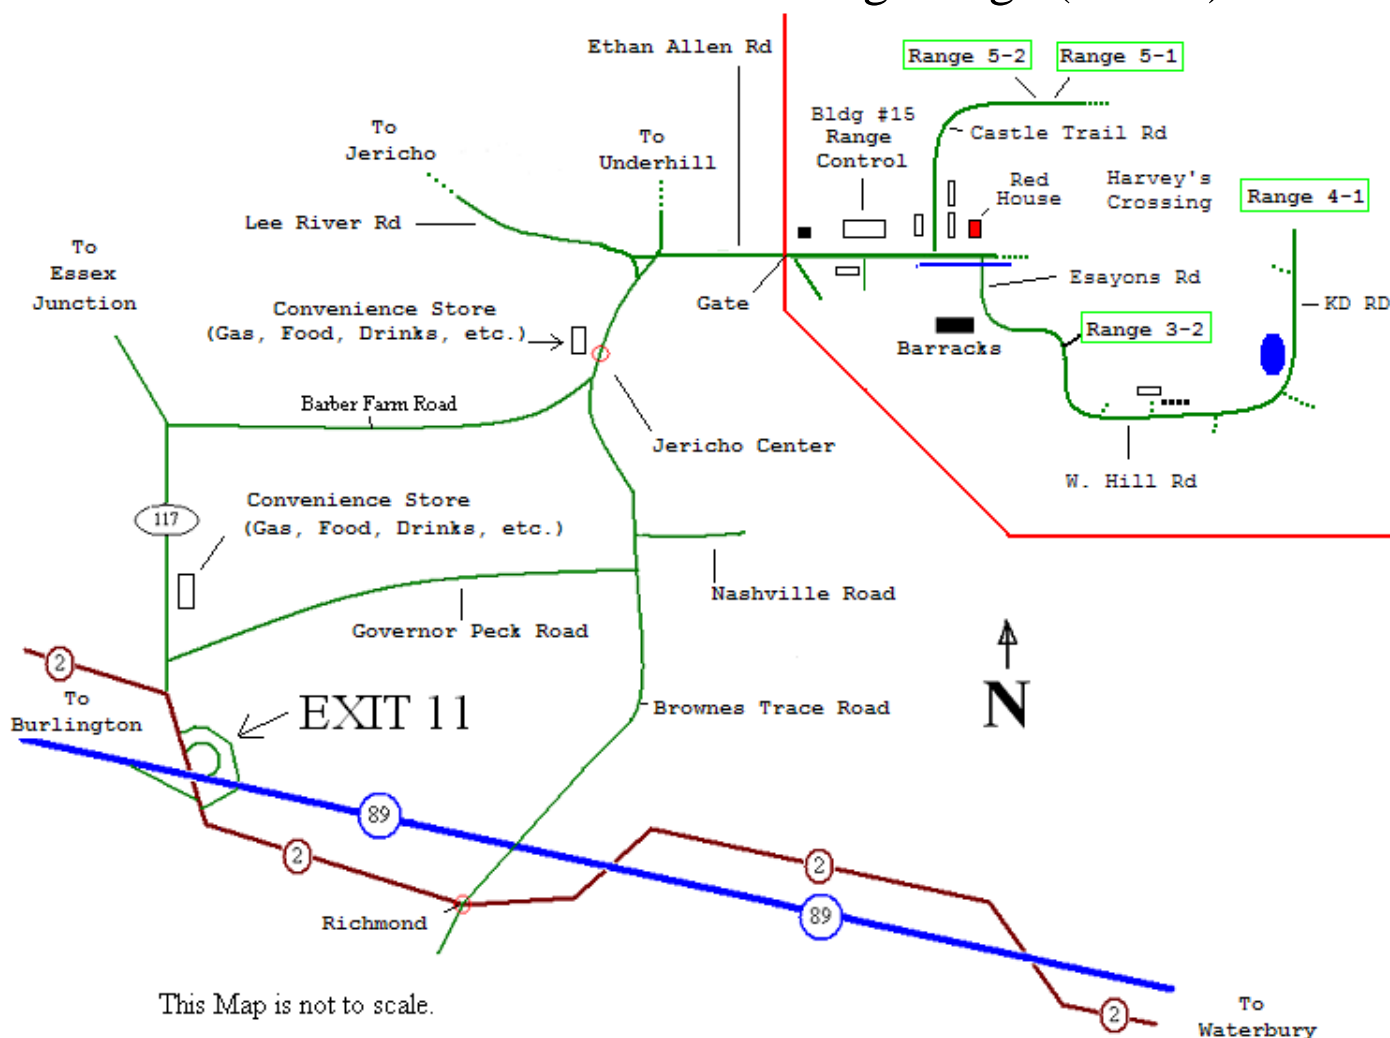 Ethan Allen Rd
Range 5-2
Range 5-1
Bldg #15
Range
Control
Castle Trail Rd
To
Jericho
To
Underhill
Red
House
Harvey's
Crossing
Range 4-1
Lee River Rd
To
Essex
Junction
Gate
Esayons Rd
KD RD
Convenience Store
(Gas, Food, Drinks, etc.)
Range 3-2
Barracks
Barber Farm Road
Jericho Center
W. Hill Rd
Convenience Store
(Gas, Food, Drinks, etc.)
117
Nashville Road
Governor Peck Road
2
To
Burlington
EXIT 11
Brownes Trace Road
N
89
2
2
89
Richmond
This Map is not to scale.
2
To
Waterbury